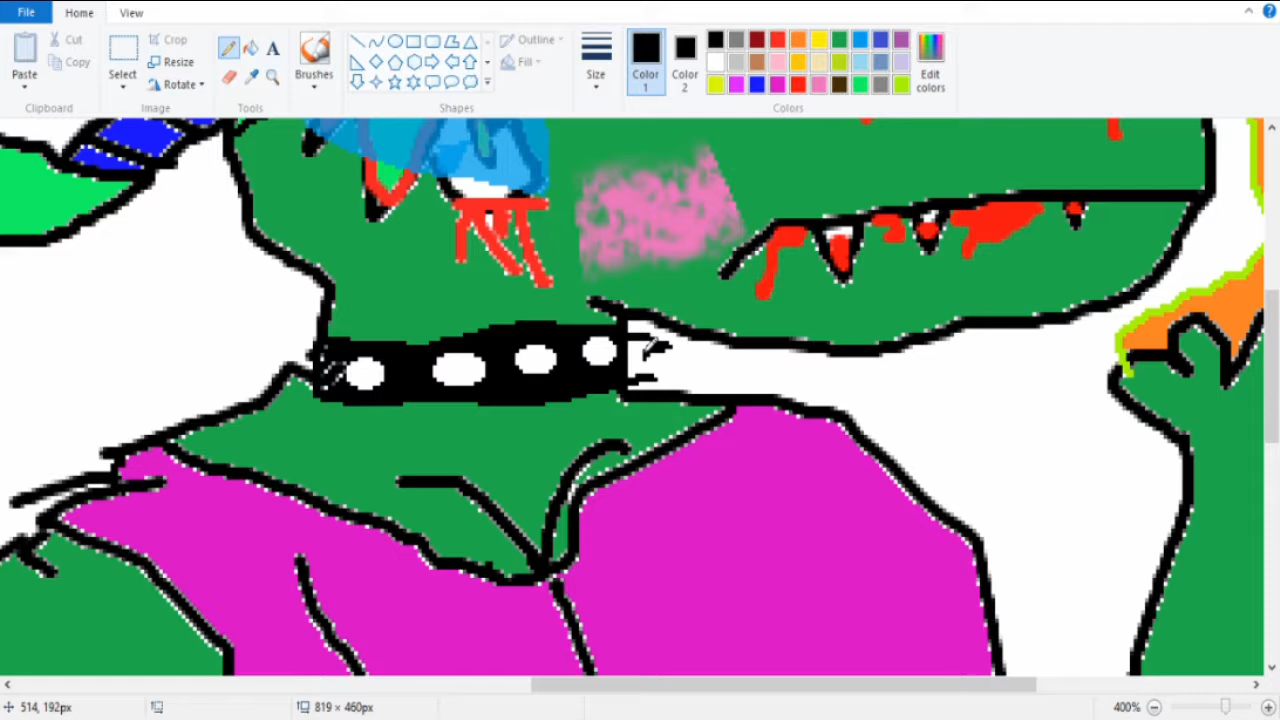 File Home View
Paste Cut Copy Clipboard
Select Crop Resize Rotate Image
A Tools
Brushes
Outline Fill Shapes
Size
Color 1 Color 2 Edit colors Colors
514, 192px 819 × 460px 400%